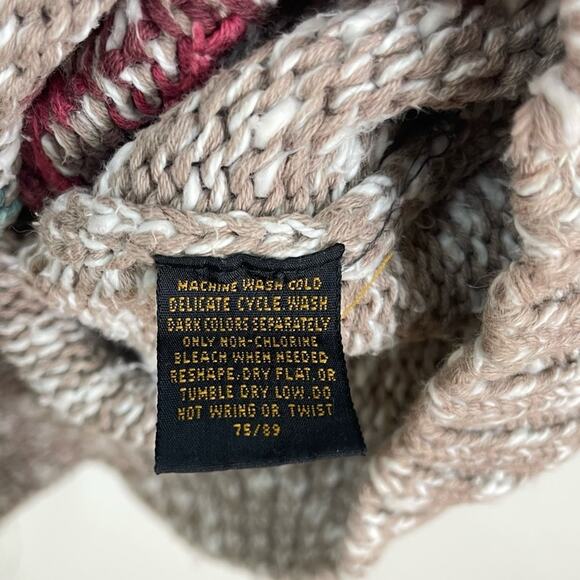 MACHINE WASH COLD
DELICATE CYCLE. WASH
DARK COLORS SEPARATELY
ONLY NON-CHLORINE
BLEACH WHEN NEEDED
RESHAPE. DRY FLAT. OR
TUMBLE DRY LOW. DO
NOT WRING OR TWIST
75/89